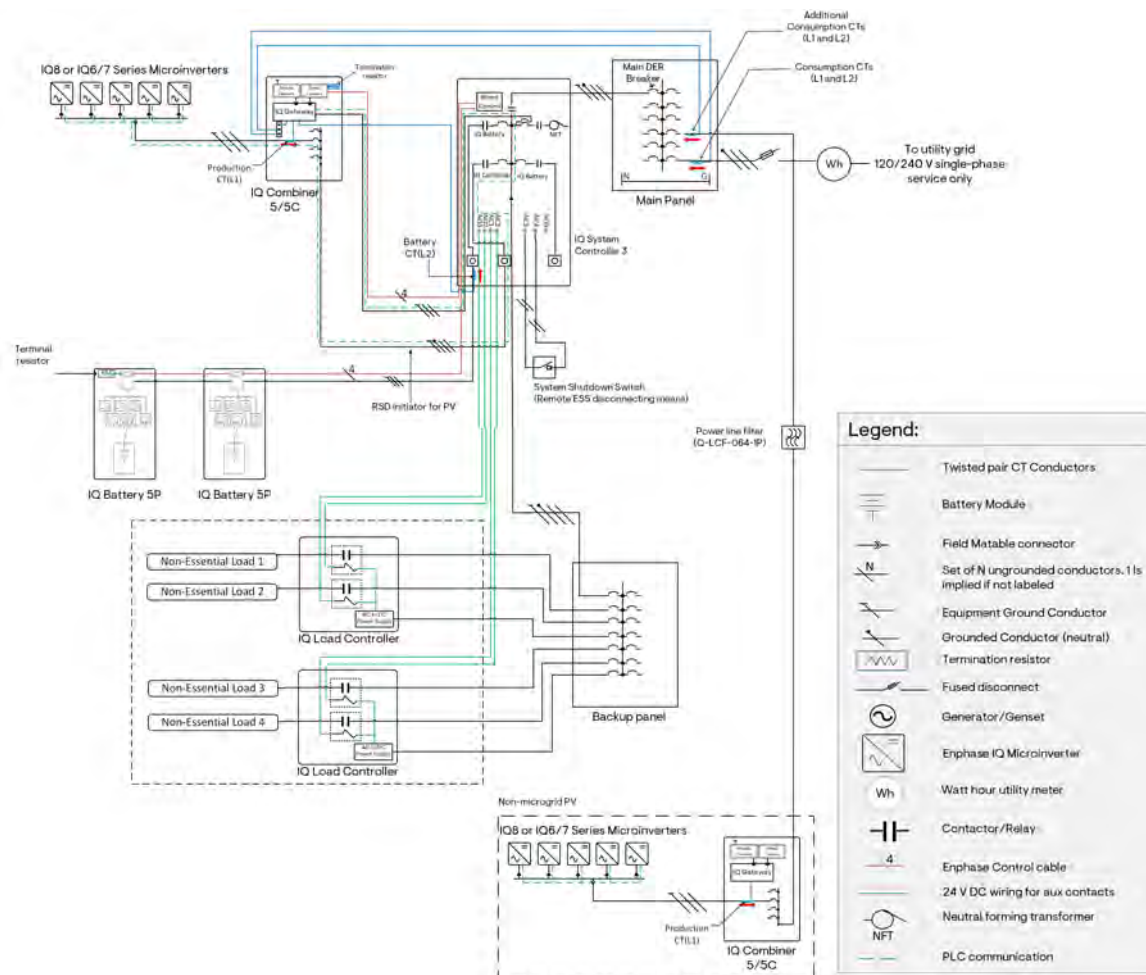 Additional
Consumption CTs
(L1 and L2)
Consumption CTs
(L1 and L2)
Main DER
Breaker
Termination
resistor
IQ8 or IQ6/7 Series Microinverters
IQ Gateway
Production
CT(L1)
IQ Combiner
5/5C
IQ Battery
NFT
IQ Combiner
IQ Battery
N
G
Main Panel
Wh
To utility grid
120/240 V single-phase
service only
Battery
CT(L2)
IQ System
Controller 3
4
Terminal
resistor
4
RSD initiator for PV
System Shutdown Switch
(Remote ESS disconnecting means)
IQ Battery 5P
IQ Battery 5P
Power line filter
(Q-LCF-064-1P)
Non-Essential Load 1
Non-Essential Load 2
Power Supply
IQ Load Controller
Non-Essential Load 3
Non-Essential Load 4
Power Supply
IQ Load Controller
Backup panel
Non-microgrid PV
IQ8 or IQ6/7 Series Microinverters
IQ Gateway
Production
CT(L1)
IQ Combiner
5/5C
Legend:
Twisted pair CT Conductors
Battery Module
Field Matable connector
N
Set of N ungrounded conductors. 1 Is
implied if not labeled
Equipment Ground Conductor
Grounded Conductor (neutral)
Termination resistor
Fused disconnect
Generator/Genset
Enphase IQ Microinverter
Wh
Watt hour utility meter
Contactor/Relay
4
Enphase Control cable
24 V DC wiring for aux contacts
NFT
Neutral forming transformer
PLC communication